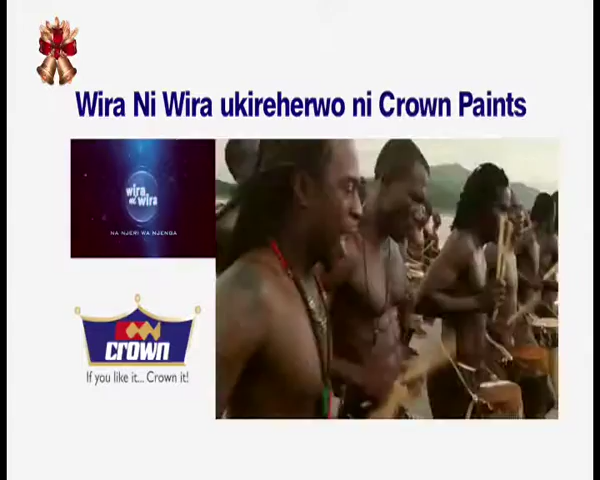 Wira Ni Wira ukireherwo ni Crown Paints
wira
ni wira
NA NJERI WA NJENGA
crown
If you like it... Crown it!